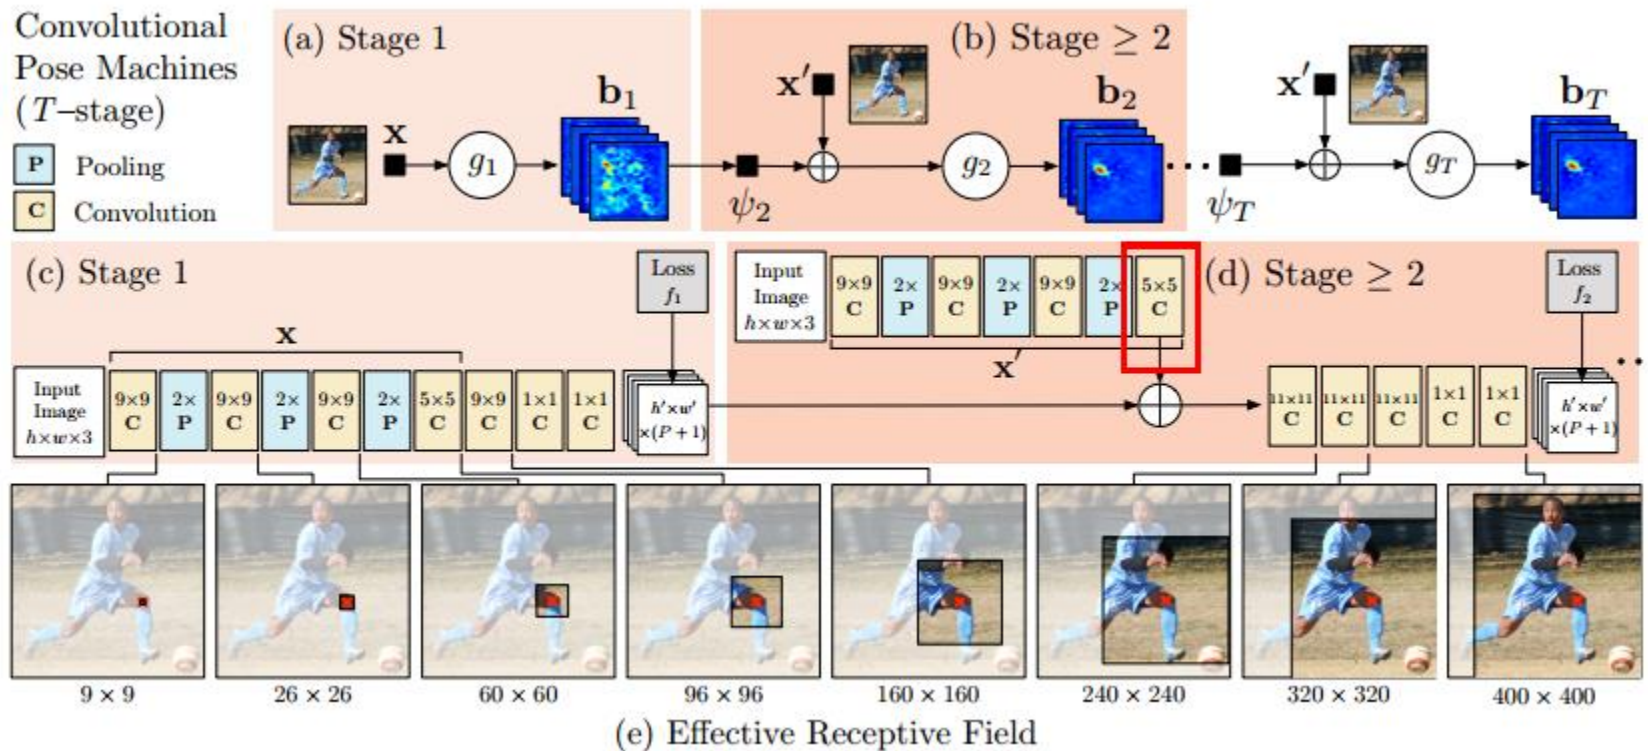 Convolutional
Pose Machines
(T–stage)
P Pooling
C Convolution
(a) Stage 1
x
g₁
b₁
(b) Stage ≥ 2
x′
ψ₂
g₂
b₂
x′
ψ_T
g_T
b_T
(c) Stage 1
Loss
f₁
x
Input
Image
h×w×3
9×9
C
2×
P
9×9
C
2×
P
9×9
C
2×
P
5×5
C
9×9
C
1×1
C
1×1
C
h′×w′
×(P+1)
(d) Stage ≥ 2
Input
Image
h×w×3
9×9
C
2×
P
9×9
C
2×
P
9×9
C
2×
P
5×5
C
x′
Loss
f₂
11×11
C
11×11
C
11×11
C
1×1
C
1×1
C
h′×w′
×(P+1)
9 × 9
26 × 26
60 × 60
96 × 96
160 × 160
240 × 240
320 × 320
400 × 400
(e) Effective Receptive Field